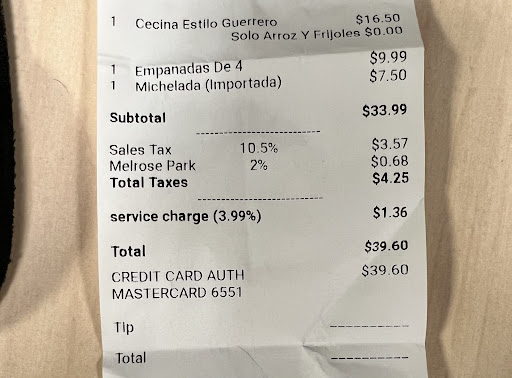 1 Cecina Estilo Guerrero $16.50
Solo Arroz Y Frijoles $0.00
1 Empanadas De 4 $9.99
1 Michelada (Importada) $7.50
Subtotal $33.99
Sales Tax 10.5% $3.57
Melrose Park 2% $0.68
Total Taxes $4.25
service charge (3.99%) $1.36
Total $39.60
CREDIT CARD AUTH $39.60
MASTERCARD 6551
Tip
Total